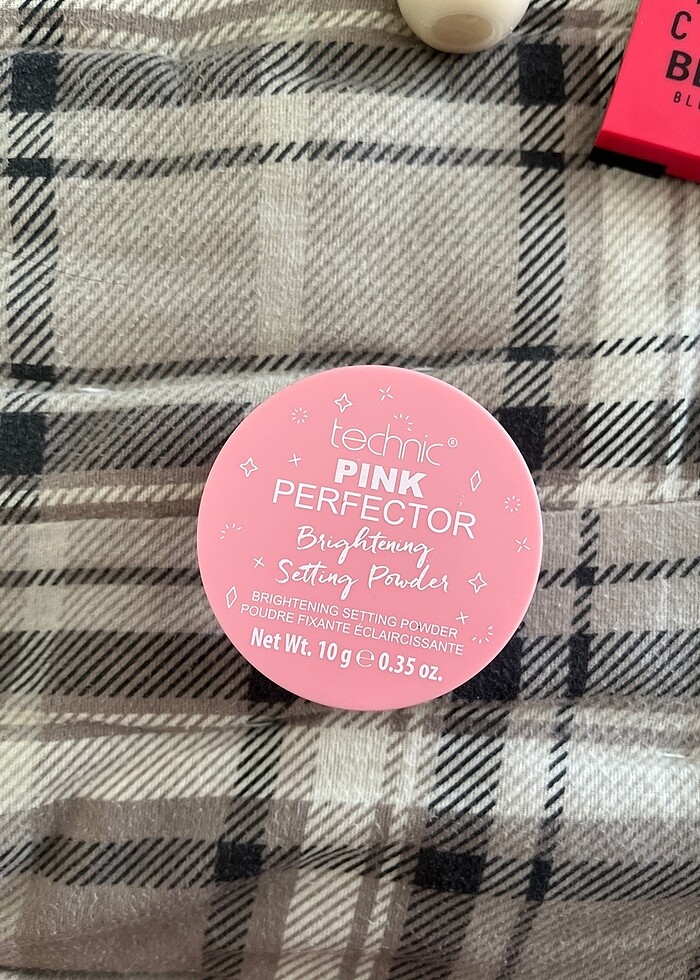 C
technic®
PINK
PERFECTOR
Brightening
Setting Powder
BRIGHTENING SETTING POWDER
POUDRE FIXANTE ÉCLAIRCISSANTE
Net Wt. 10 g ℮ 0.35 oz.